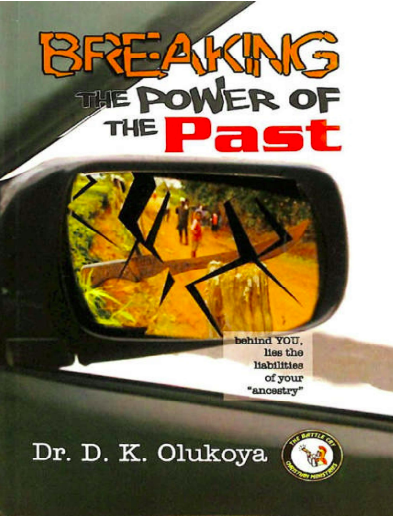 BREAKING
THE POWER OF
THE Past
behind YOU,
lies the
liabilities
of your
"ancestry"
Dr. D. K. Olukoya
THE BATTLE CRY
CHRISTIAN MINISTRIES